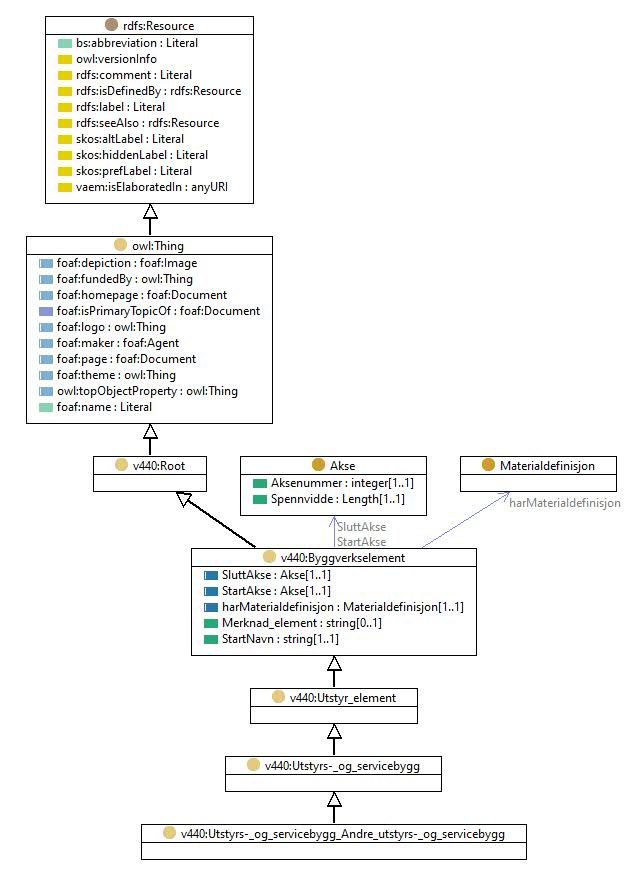 rdfs:Resource
bs:abbreviation : Literal
owl:versionInfo
rdfs:comment : Literal
rdfs:isDefinedBy : rdfs:Resource
rdfs:label : Literal
rdfs:seeAlso : rdfs:Resource
skos:altLabel : Literal
skos:hiddenLabel : Literal
skos:prefLabel : Literal
vaem:isElaboratedIn : anyURI
owl:Thing
foaf:depiction : foaf:Image
foaf:fundedBy : owl:Thing
foaf:homepage : foaf:Document
foaf:isPrimaryTopicOf : foaf:Document
foaf:logo : owl:Thing
foaf:maker : foaf:Agent
foaf:page : foaf:Document
foaf:theme : owl:Thing
owl:topObjectProperty : owl:Thing
foaf:name : Literal
v440:Root
Akse
Aksenummer : integer[1..1]
Spennvidde : Length[1..1]
Materialdefinisjon
harMaterialdefinisjon
SluttAkse
StartAkse
v440:Byggverkselement
SluttAkse : Akse[1..1]
StartAkse : Akse[1..1]
harMaterialdefinisjon : Materialdefinisjon[1..1]
Merknad_element : string[0..1]
StartNavn : string[1..1]
v440:Utstyr_element
v440:Utstyrs-_og_servicebygg
v440:Utstyrs-_og_servicebygg_Andre_utstyrs-_og_servicebygg